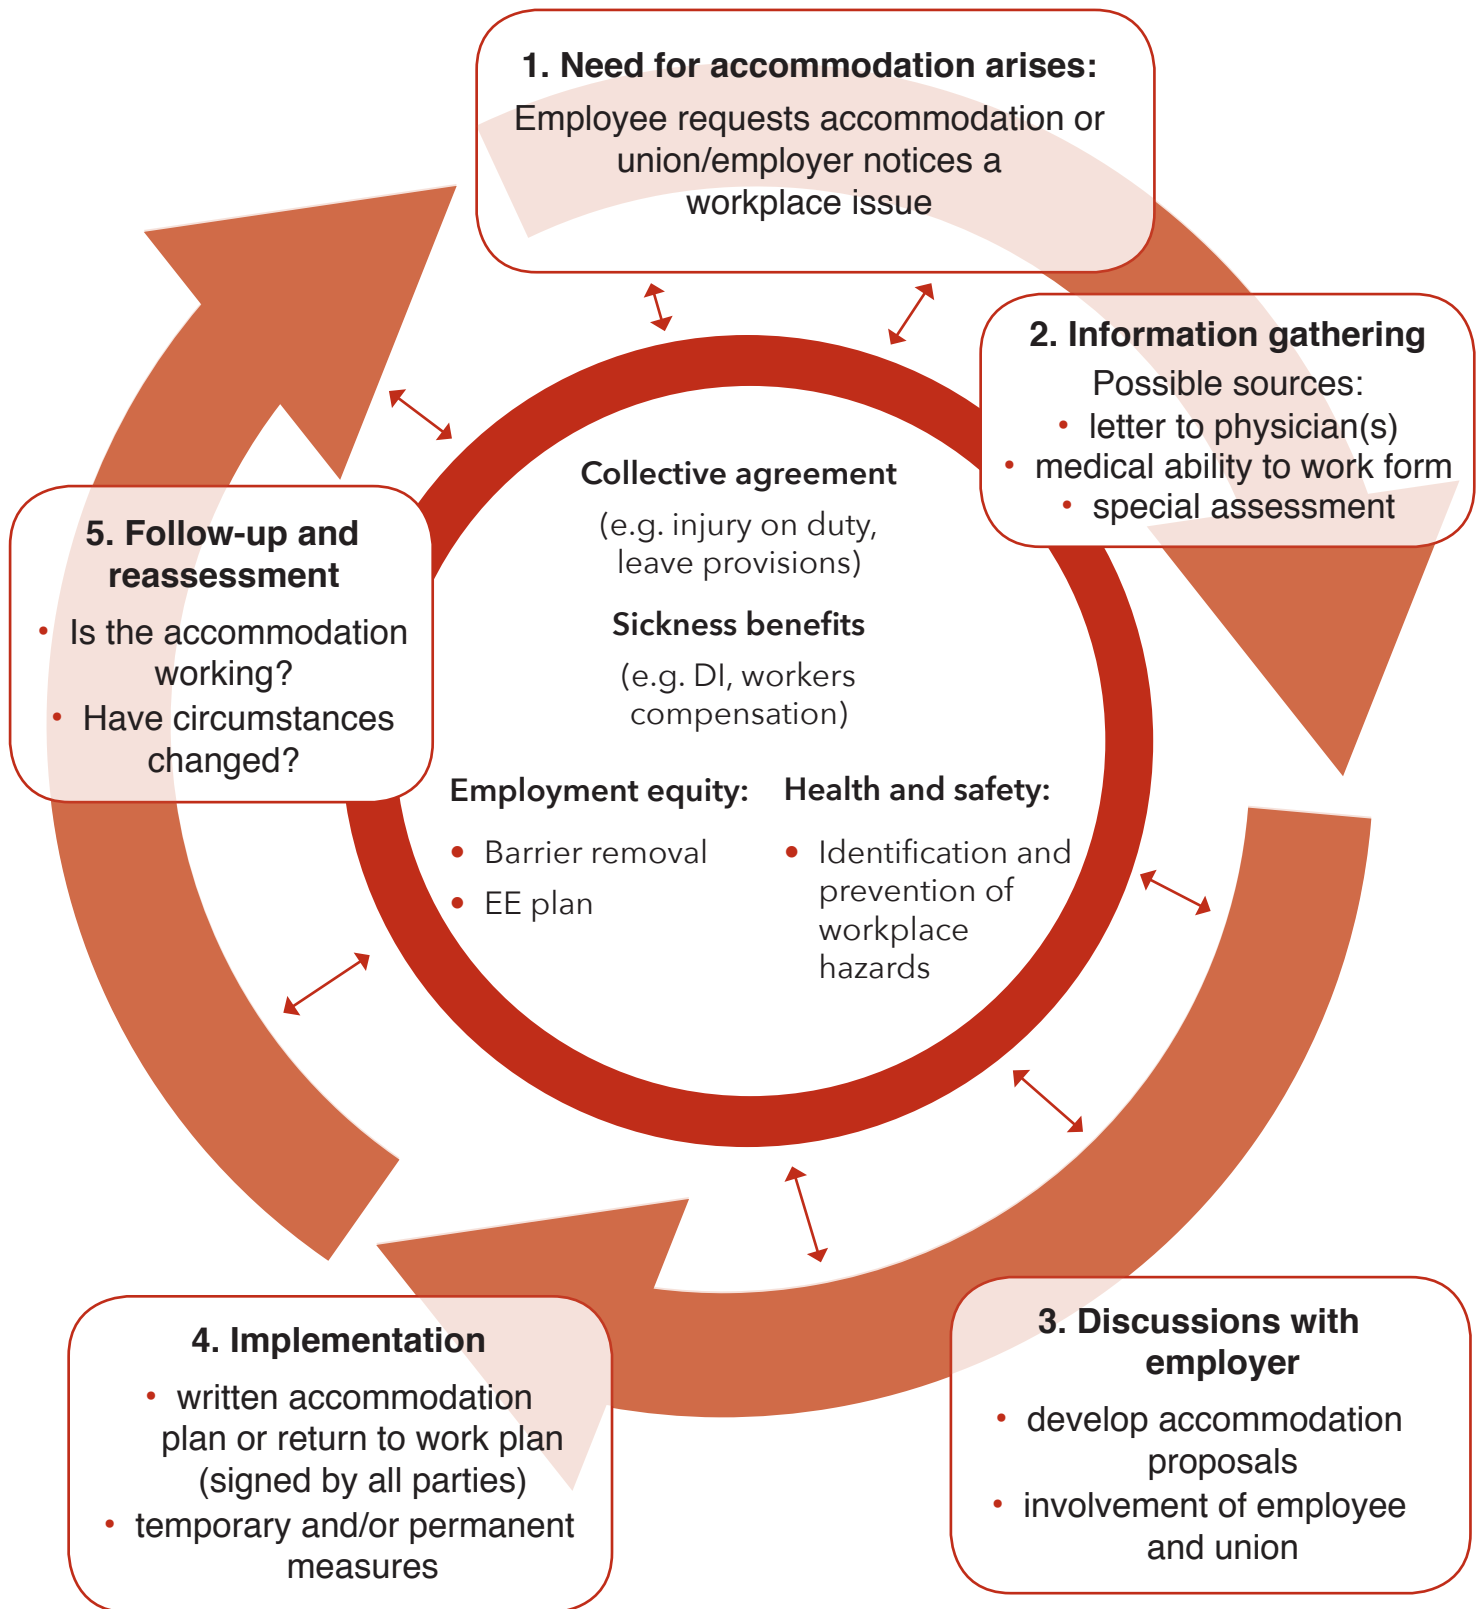 1. Need for accommodation arises:
Employee requests accommodation or
union/employer notices a
workplace issue
2. Information gathering
Possible sources:
• letter to physician(s)
• medical ability to work form
• special assessment
3. Discussions with
employer
• develop accommodation
proposals
• involvement of employee
and union
4. Implementation
• written accommodation
plan or return to work plan
(signed by all parties)
• temporary and/or permanent
measures
5. Follow-up and
reassessment
• Is the accommodation
working?
• Have circumstances
changed?
Collective agreement
(e.g. injury on duty,
leave provisions)
Sickness benefits
(e.g. DI, workers
compensation)
Employment equity:
• Barrier removal
• EE plan
Health and safety:
• Identification and
prevention of
workplace
hazards